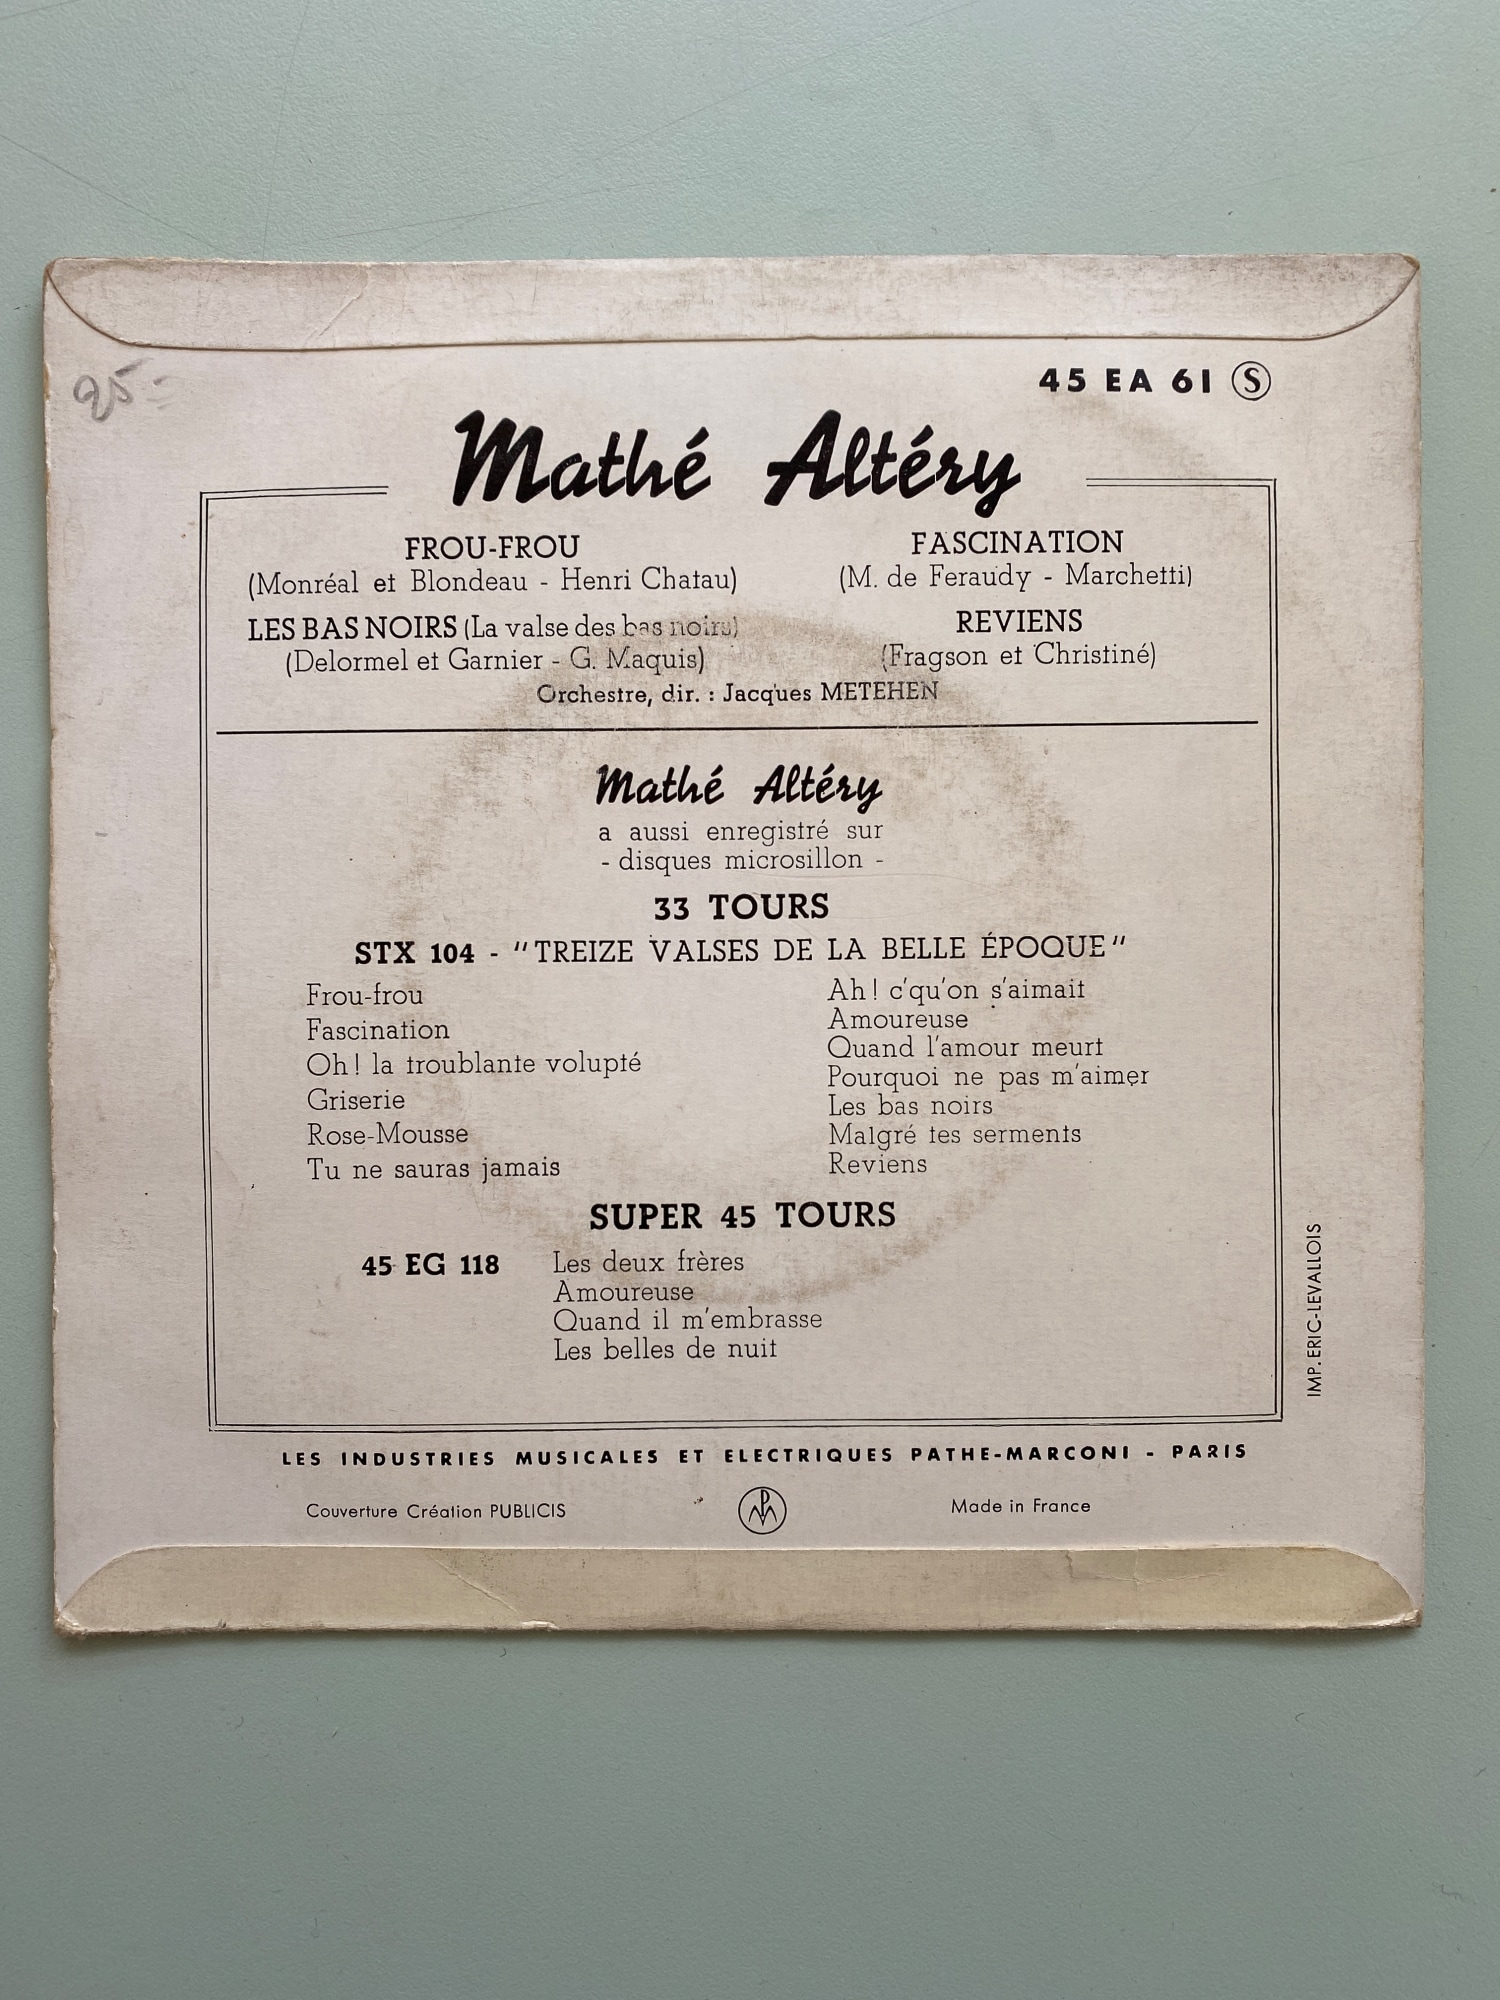 25-
45 EA 61 Ⓢ
Mathé Altéry
FROU-FROU
(Monréal et Blondeau - Henri Chatau)
LES BAS NOIRS (La valse des bas noirs)
(Delormel et Garnier - G. Maquis)
FASCINATION
(M. de Feraudy - Marchetti)
REVIENS
(Fragson et Christiné)
Orchestre, dir. : Jacques METEHEN
Mathé Altéry
a aussi enregistré sur
- disques microsillon -
33 TOURS
STX 104 - "TREIZE VALSES DE LA BELLE ÉPOQUE"
Frou-frou
Fascination
Oh! la troublante volupté
Griserie
Rose-Mousse
Tu ne sauras jamais
Ah! c'qu'on s'aimait
Amoureuse
Quand l'amour meurt
Pourquoi ne pas m'aimer
Les bas noirs
Malgré tes serments
Reviens
SUPER 45 TOURS
45 EG 118 Les deux frères
Amoureuse
Quand il m'embrasse
Les belles de nuit
IMP. ERIC-LEVALLOIS
LES INDUSTRIES MUSICALES ET ELECTRIQUES PATHE-MARCONI - PARIS
Couverture Création PUBLICIS
Made in France